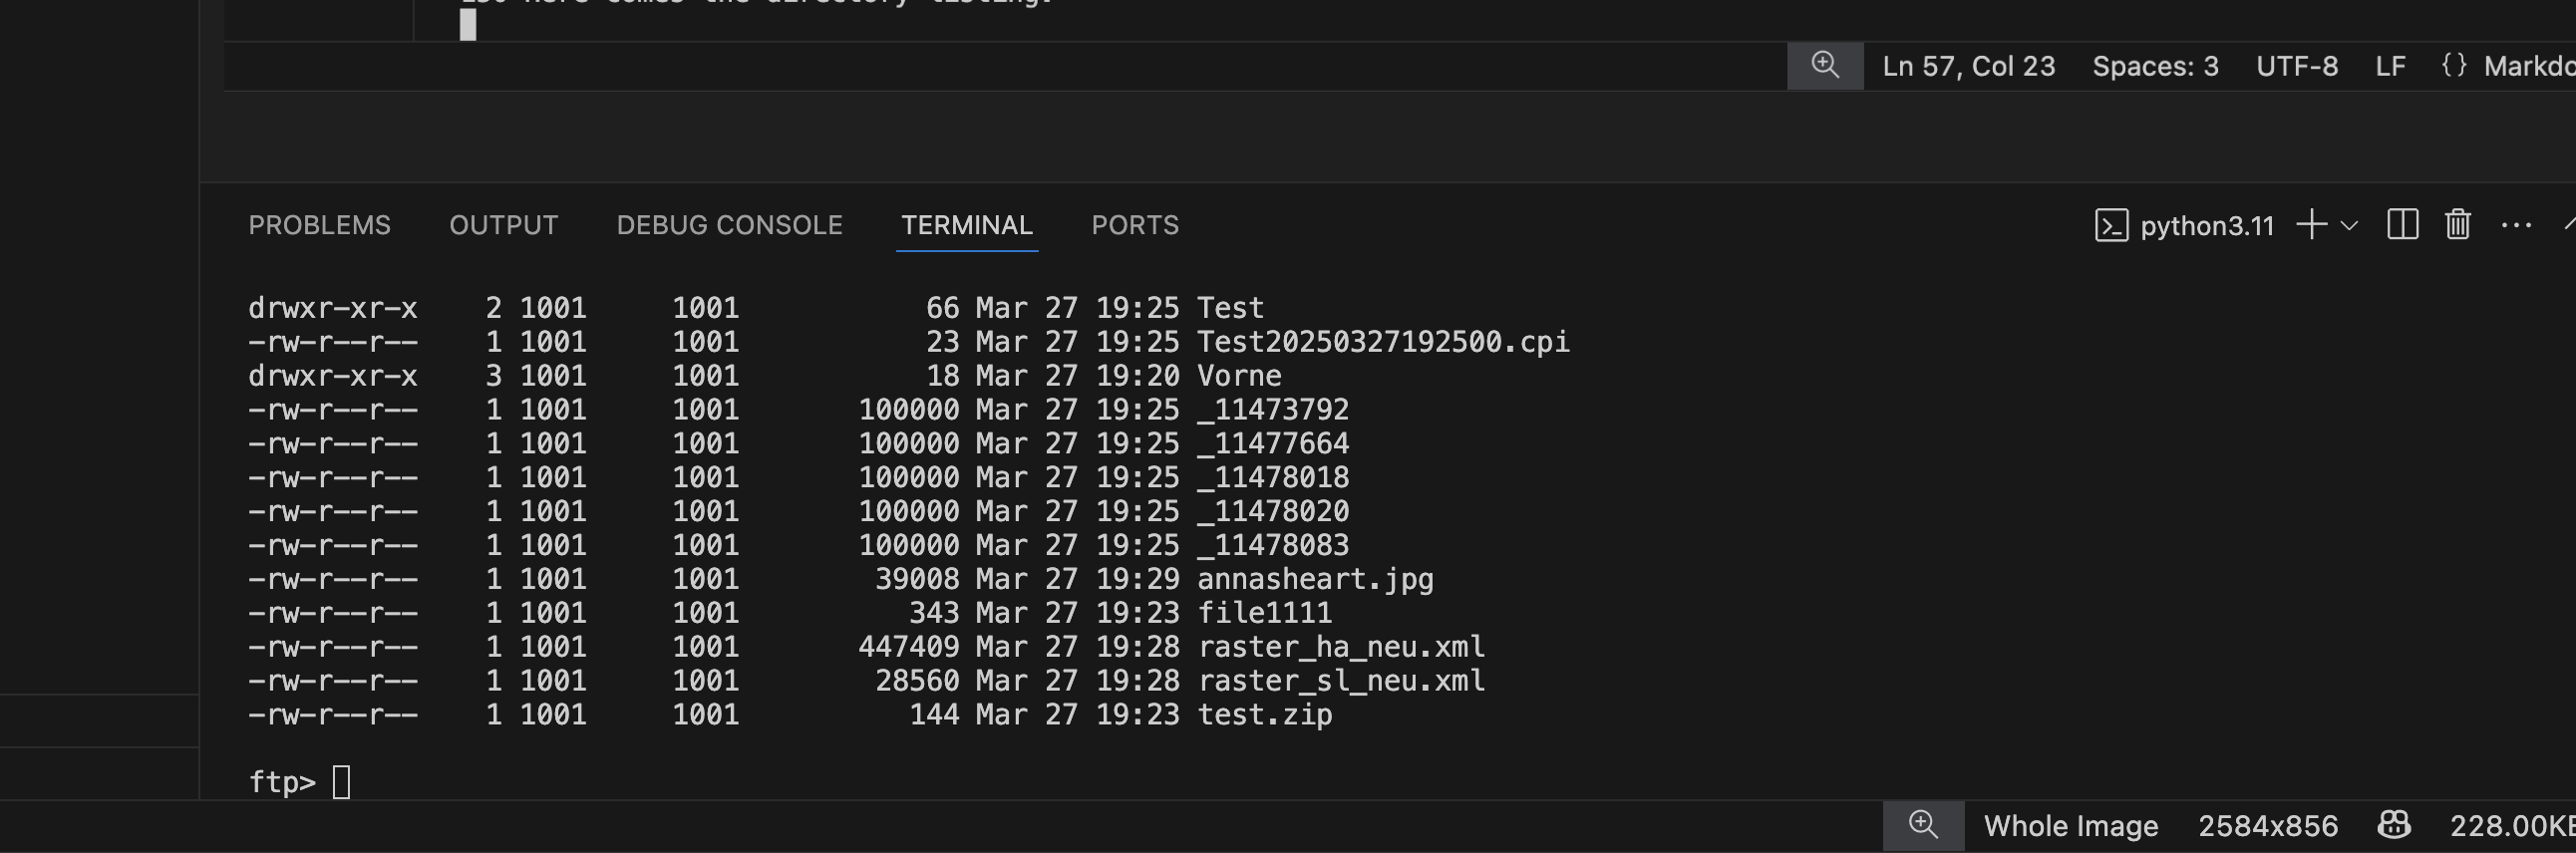 150 Here comes the directory listing.
Ln 57, Col 23 Spaces: 3 UTF-8 LF {} Markdo
PROBLEMS OUTPUT DEBUG CONSOLE TERMINAL PORTS python3.11
drwxr-xr-x    2 1001     1001           66 Mar 27 19:25 Test
-rw-r--r--    1 1001     1001           23 Mar 27 19:25 Test20250327192500.cpi
drwxr-xr-x    3 1001     1001           18 Mar 27 19:20 Vorne
-rw-r--r--    1 1001     1001       100000 Mar 27 19:25 _11473792
-rw-r--r--    1 1001     1001       100000 Mar 27 19:25 _11477664
-rw-r--r--    1 1001     1001       100000 Mar 27 19:25 _11478018
-rw-r--r--    1 1001     1001       100000 Mar 27 19:25 _11478020
-rw-r--r--    1 1001     1001       100000 Mar 27 19:25 _11478083
-rw-r--r--    1 1001     1001        39008 Mar 27 19:29 annasheart.jpg
-rw-r--r--    1 1001     1001          343 Mar 27 19:23 file1111
-rw-r--r--    1 1001     1001       447409 Mar 27 19:28 raster_ha_neu.xml
-rw-r--r--    1 1001     1001        28560 Mar 27 19:28 raster_sl_neu.xml
-rw-r--r--    1 1001     1001          144 Mar 27 19:23 test.zip
ftp>
Whole Image 2584x856 228.00KB